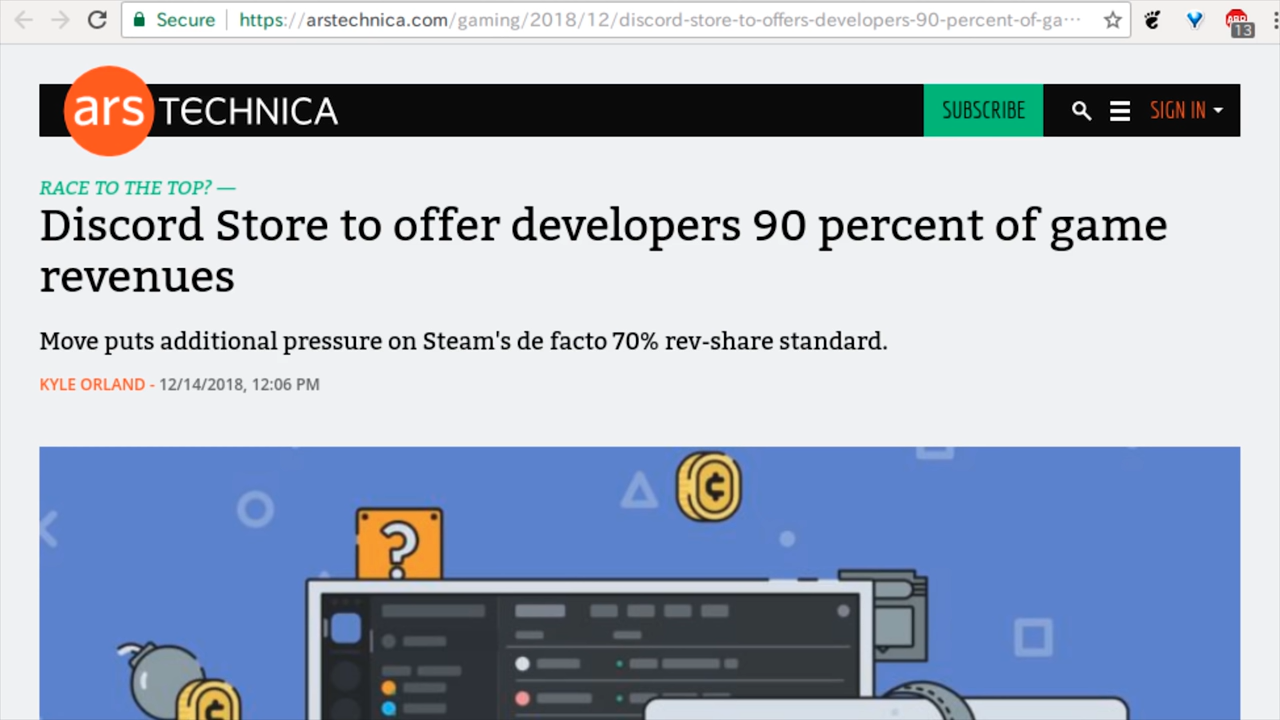 Secure
https://arstechnica.com/gaming/2018/12/discord-store-to-offers-developers-90-percent-of-ga…
13
ars TECHNICA
SUBSCRIBE
SIGN IN
RACE TO THE TOP? —
Discord Store to offer developers 90 percent of game
revenues
Move puts additional pressure on Steam's de facto 70% rev-share standard.
KYLE ORLAND - 12/14/2018, 12:06 PM
?
¢
¢